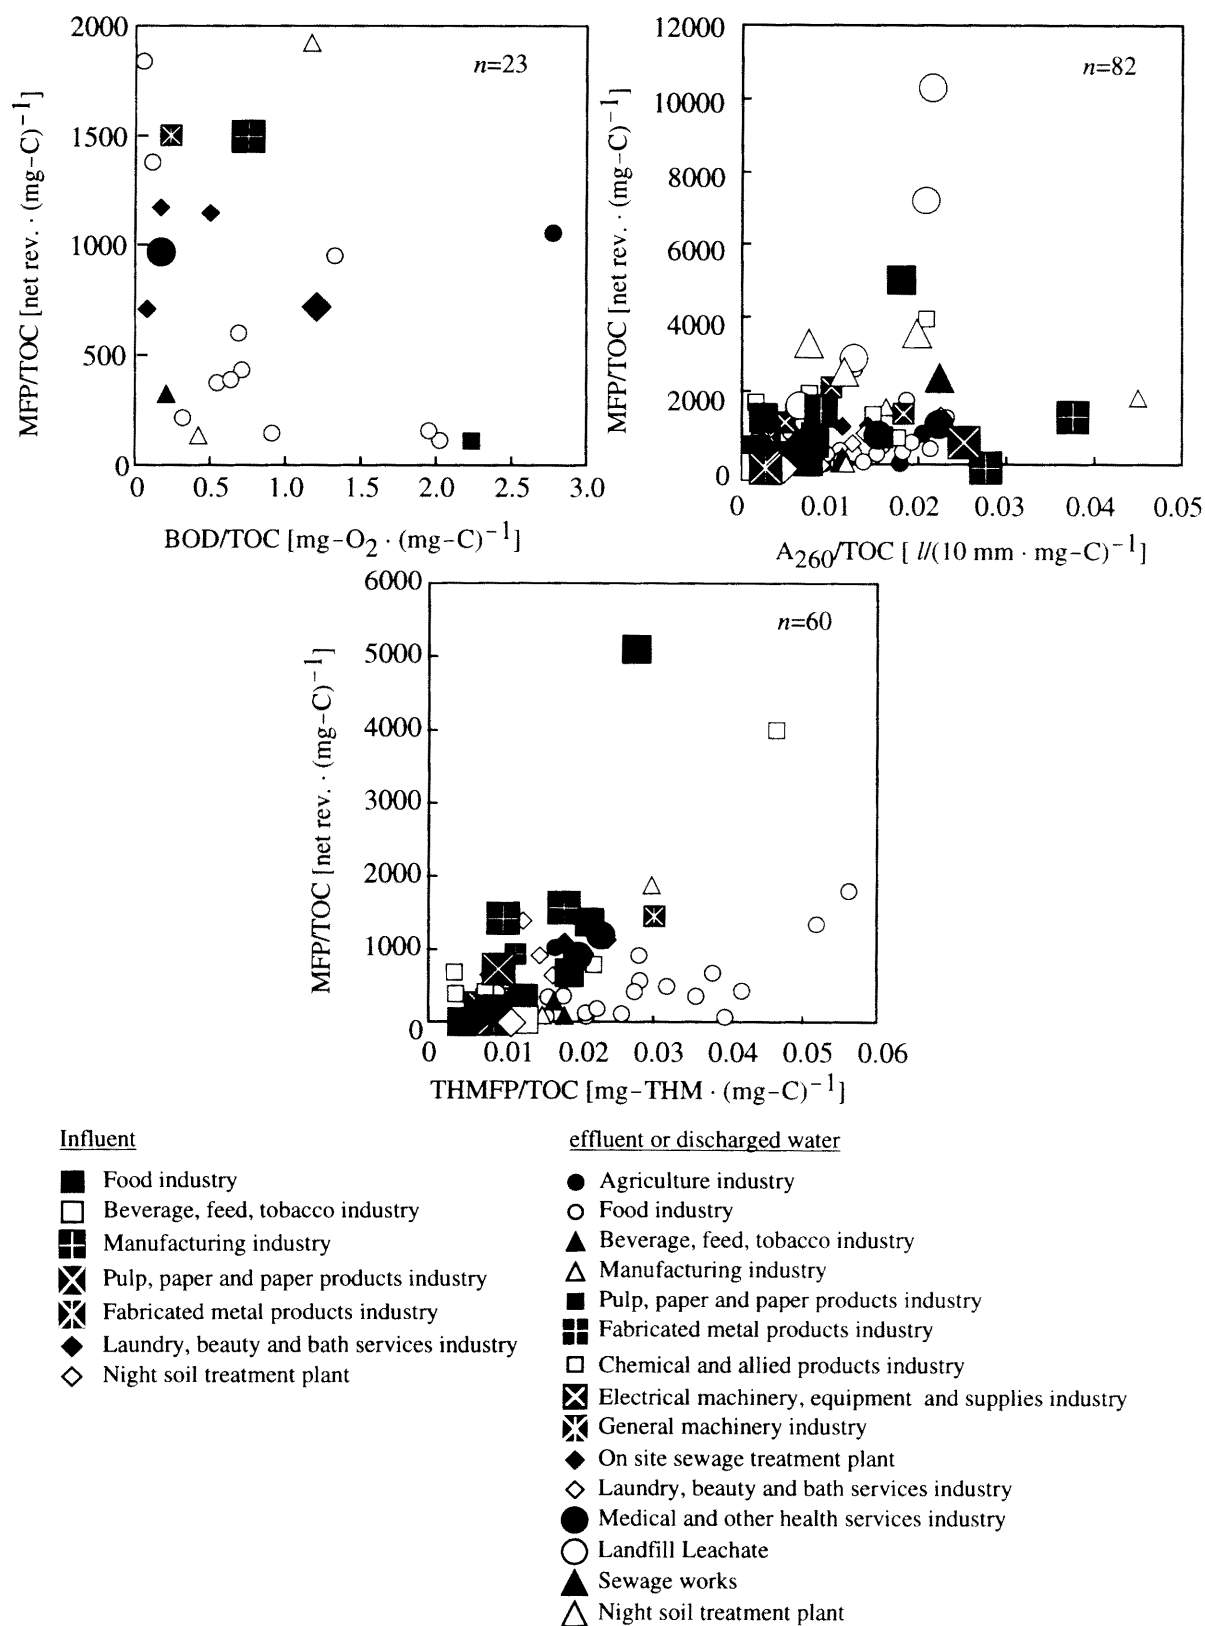 2000
1500
1000
500
0
n=23
MFP/TOC [net rev. · (mg–C)⁻¹]
0 0.5 1.0 1.5 2.0 2.5 3.0
BOD/TOC [mg–O₂ · (mg–C)⁻¹]
12000
10000
8000
6000
4000
2000
0
n=82
MFP/TOC [net rev. · (mg–C)⁻¹]
0 0.01 0.02 0.03 0.04 0.05
A₂₆₀/TOC [ l/(10 mm · mg–C)⁻¹]
6000
5000
4000
3000
2000
1000
0
n=60
MFP/TOC [net rev. · (mg–C)⁻¹]
0 0.01 0.02 0.03 0.04 0.05 0.06
THMFP/TOC [mg–THM · (mg–C)⁻¹]
Influent
Food industry
Beverage, feed, tobacco industry
Manufacturing industry
Pulp, paper and paper products industry
Fabricated metal products industry
Laundry, beauty and bath services industry
Night soil treatment plant
effluent or discharged water
Agriculture industry
Food industry
Beverage, feed, tobacco industry
Manufacturing industry
Pulp, paper and paper products industry
Fabricated metal products industry
Chemical and allied products industry
Electrical machinery, equipment and supplies industry
General machinery industry
On site sewage treatment plant
Laundry, beauty and bath services industry
Medical and other health services industry
Landfill Leachate
Sewage works
Night soil treatment plant